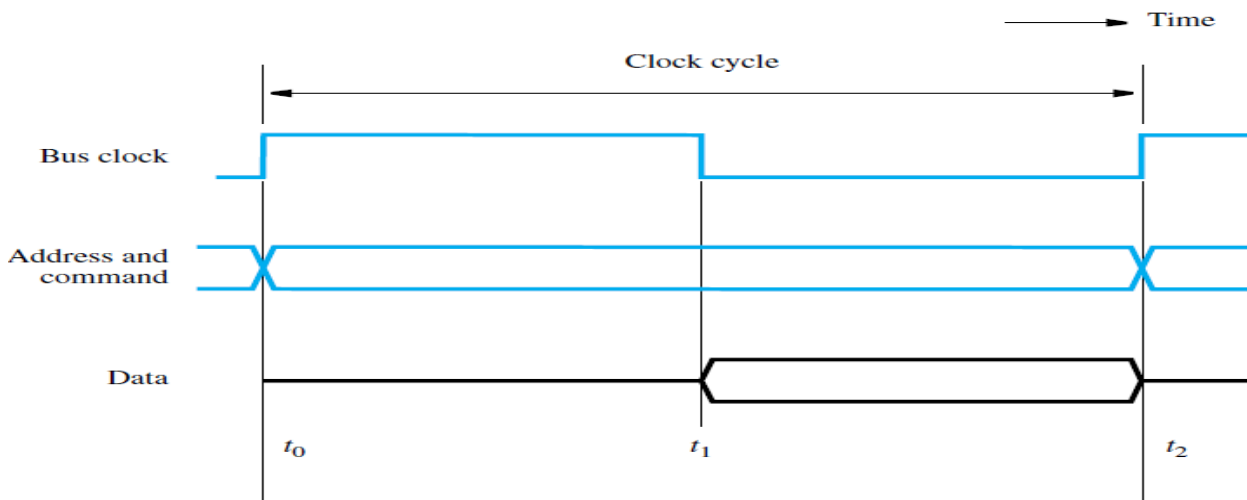 Time
Clock cycle
Bus clock
Address and
command
Data
t₀
t₁
t₂